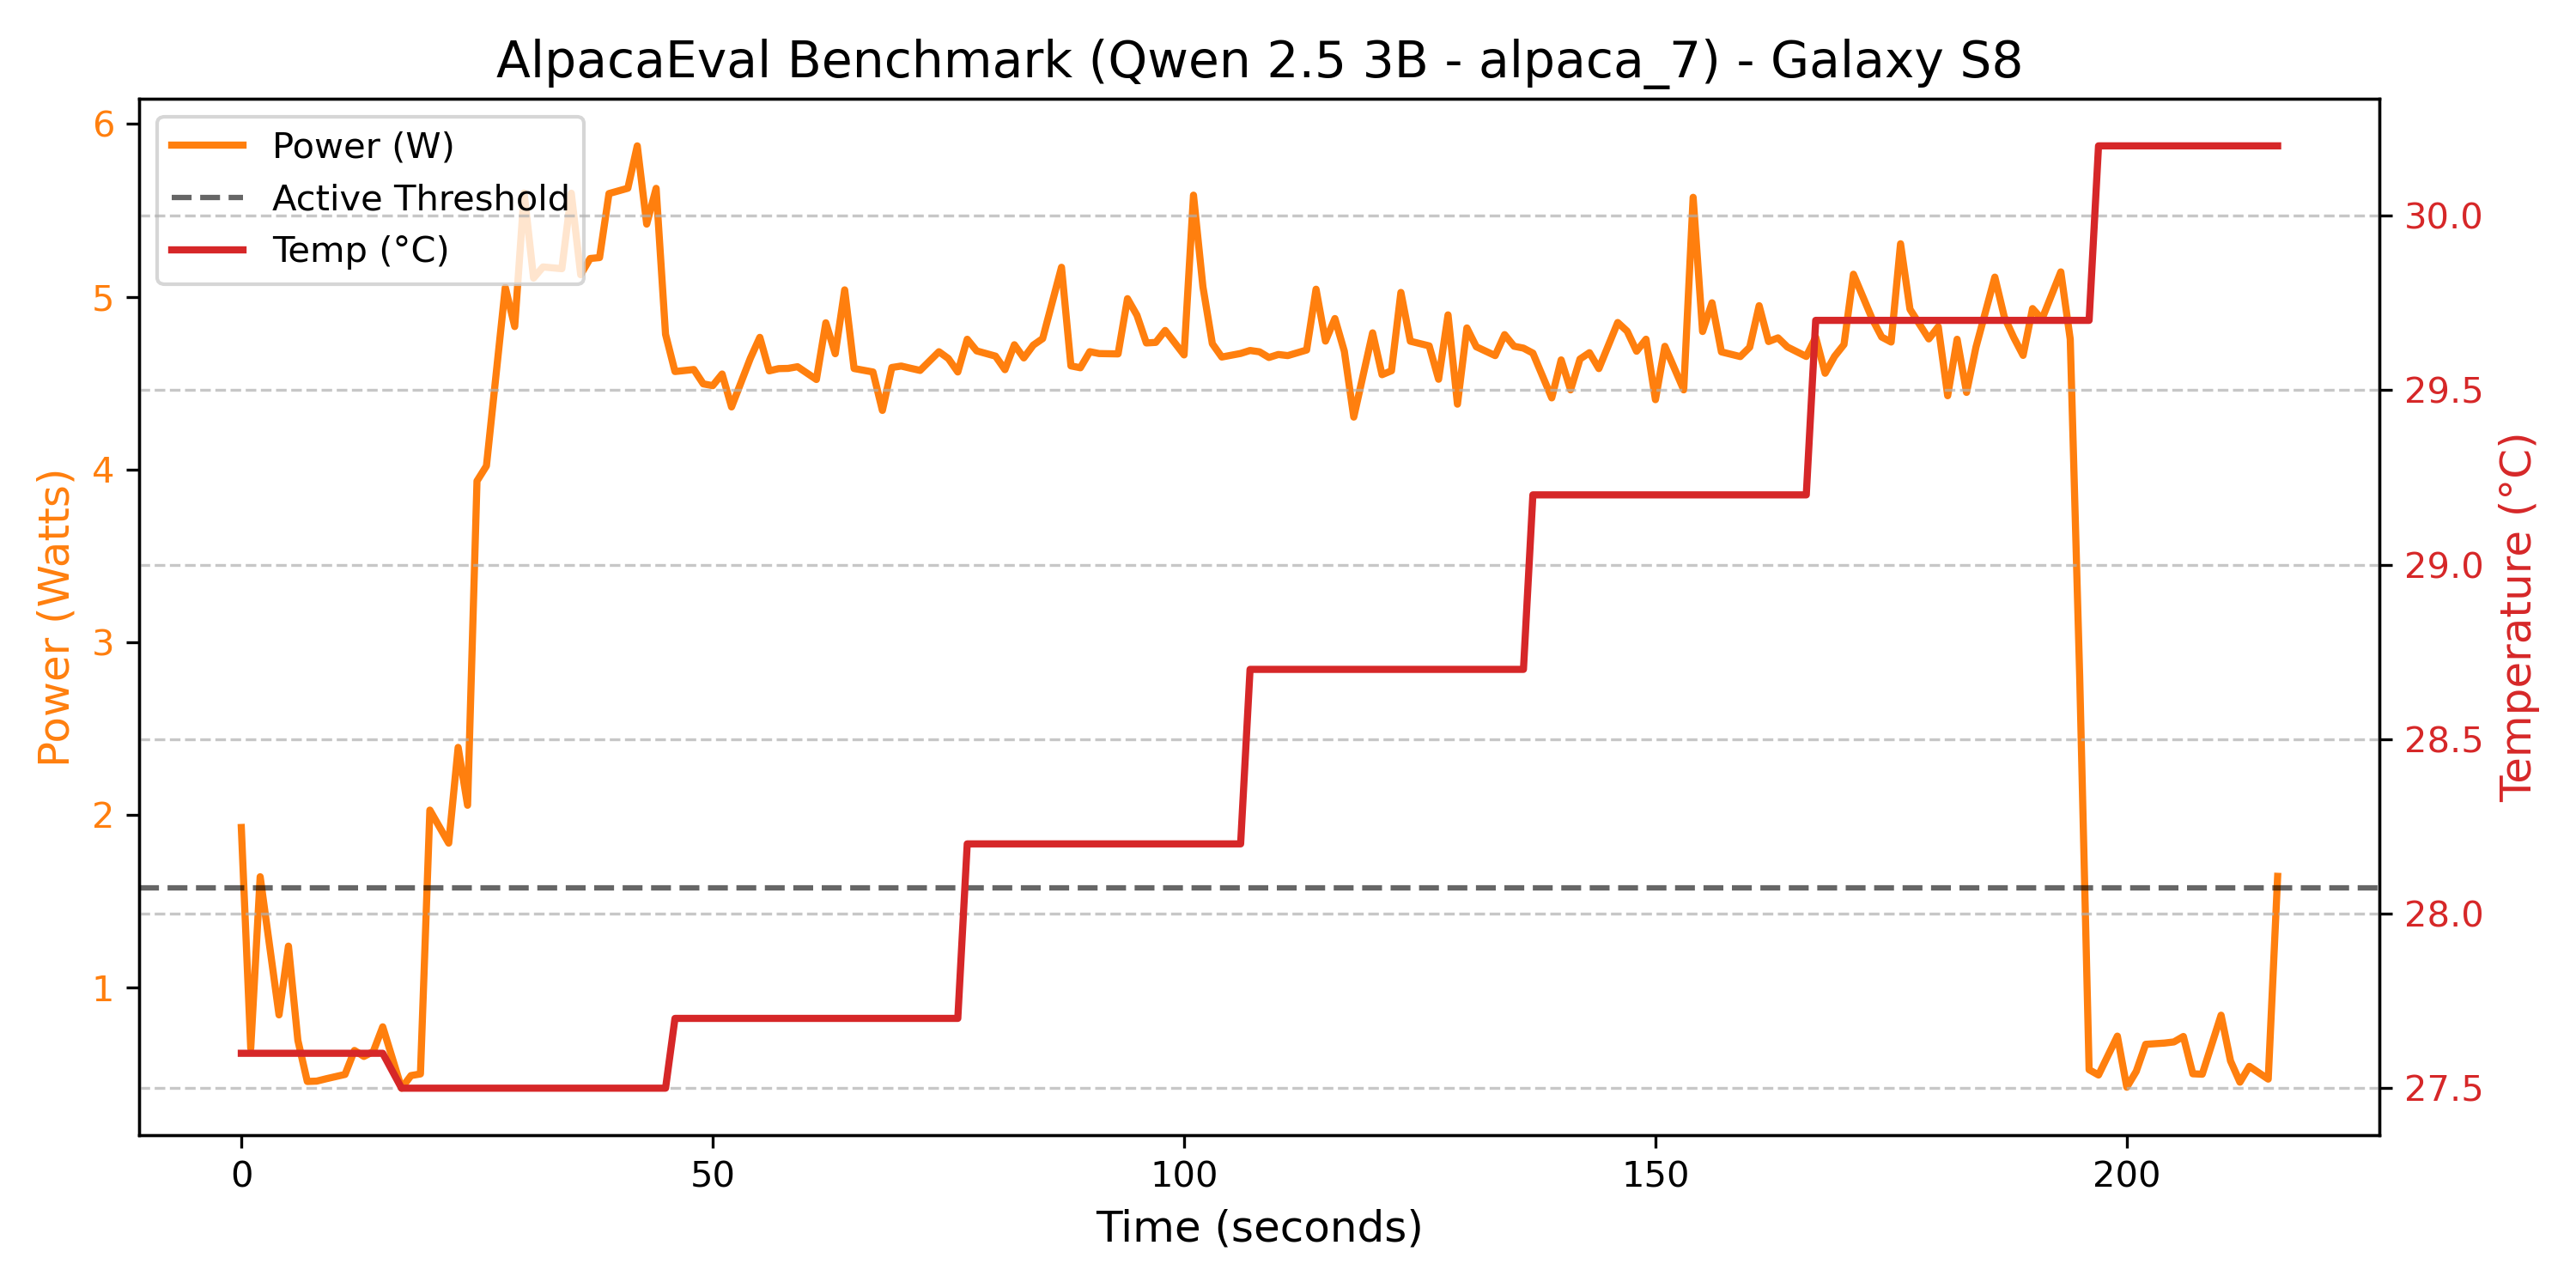 AlpacaEval Benchmark (Qwen 2.5 3B - alpaca_7) - Galaxy S8
Power (W)
Active Threshold
Temp (°C)
6
5
4
3
2
1
Power (Watts)
30.0
29.5
29.0
28.5
28.0
27.5
Temperature (°C)
0 50 100 150 200
Time (seconds)